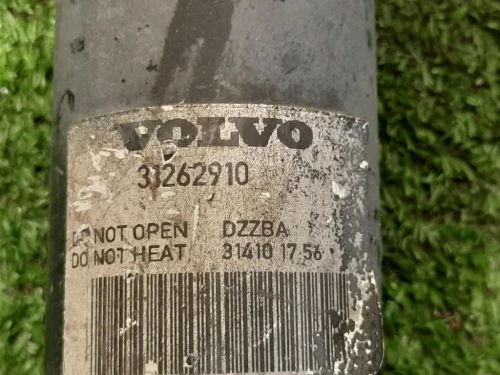 VOLVO
31262910
DO NOT OPEN DZZBA
DO NOT HEAT 31410 17:56